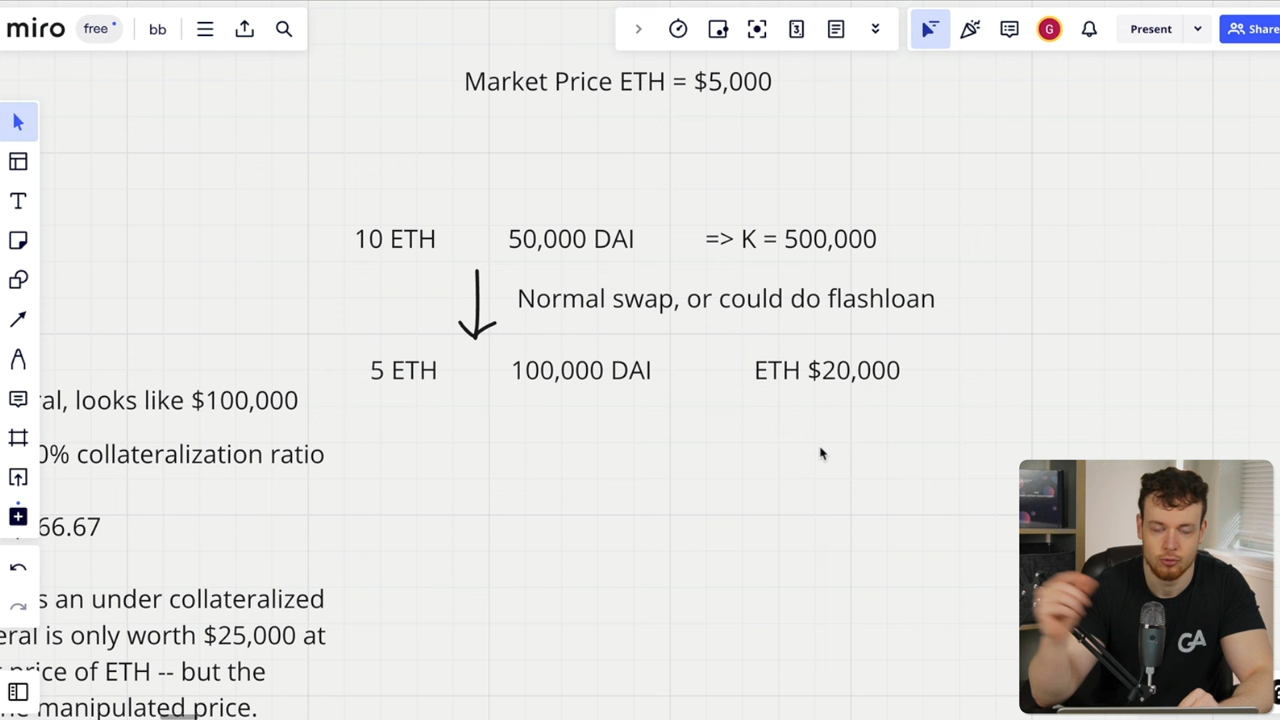 miro free bb
Present
G
Share
Market Price ETH = $5,000
10 ETH 50,000 DAI => K = 500,000
Normal swap, or could do flashloan
5 ETH 100,000 DAI ETH $20,000
ral, looks like $100,000
0% collateralization ratio
66.67
s an under collateralized
eral is only worth $25,000 at
price of ETH -- but the
manipulated price.
GA